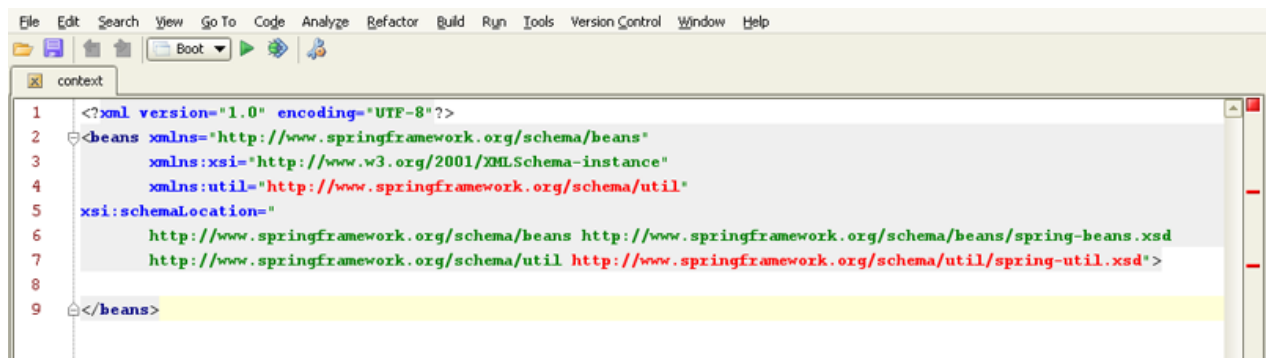 File Edit Search View Go To Code Analyze Refactor Build Run Tools Version Control Window Help
Boot
context
1 <?xml version="1.0" encoding="UTF-8"?>
2 <beans xmlns="http://www.springframework.org/schema/beans"
3 xmlns:xsi="http://www.w3.org/2001/XMLSchema-instance"
4 xmlns:util="http://www.springframework.org/schema/util"
5 xsi:schemaLocation="
6 http://www.springframework.org/schema/beans http://www.springframework.org/schema/beans/spring-beans.xsd
7 http://www.springframework.org/schema/util http://www.springframework.org/schema/util/spring-util.xsd">
8
9 </beans>